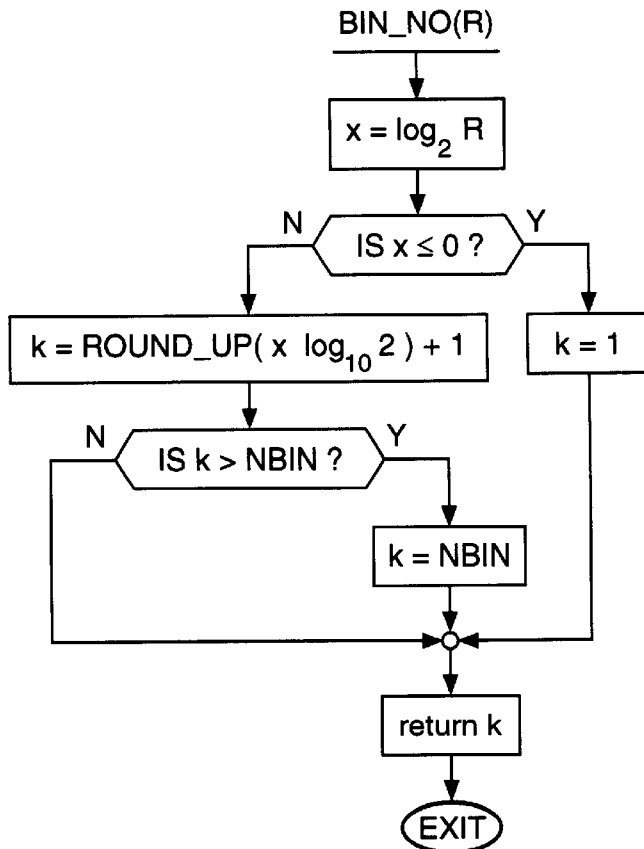 BIN_NO(R)
x = log₂ R
N
Y
IS x ≤ 0 ?
k = ROUND_UP( x log₁₀ 2 ) + 1
k = 1
N
Y
IS k > NBIN ?
k = NBIN
return k
EXIT